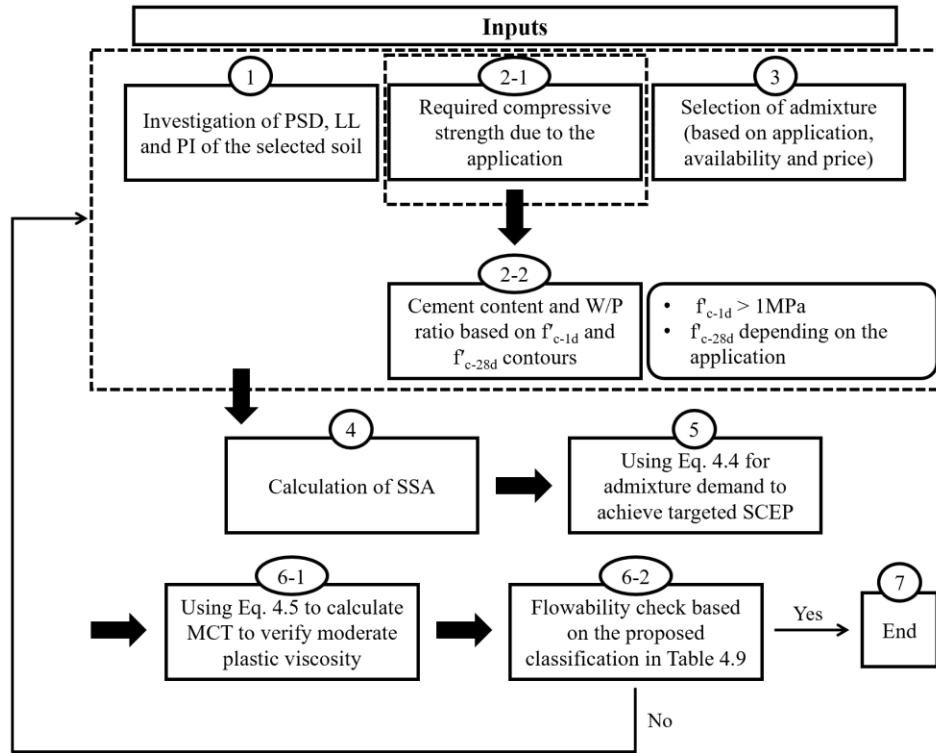 Inputs
1
Investigation of PSD, LL
and PI of the selected soil
2-1
Required compressive
strength due to the
application
3
Selection of admixture
(based on application,
availability and price)
2-2
Cement content and W/P
ratio based on f'c-1d and
f'c-28d contours
• f'c-1d > 1MPa
• f'c-28d depending on the
application
4
Calculation of SSA
5
Using Eq. 4.4 for
admixture demand to
achieve targeted SCEP
6-1
Using Eq. 4.5 to calculate
MCT to verify moderate
plastic viscosity
6-2
Flowability check based
on the proposed
classification in Table 4.9
Yes
7
End
No